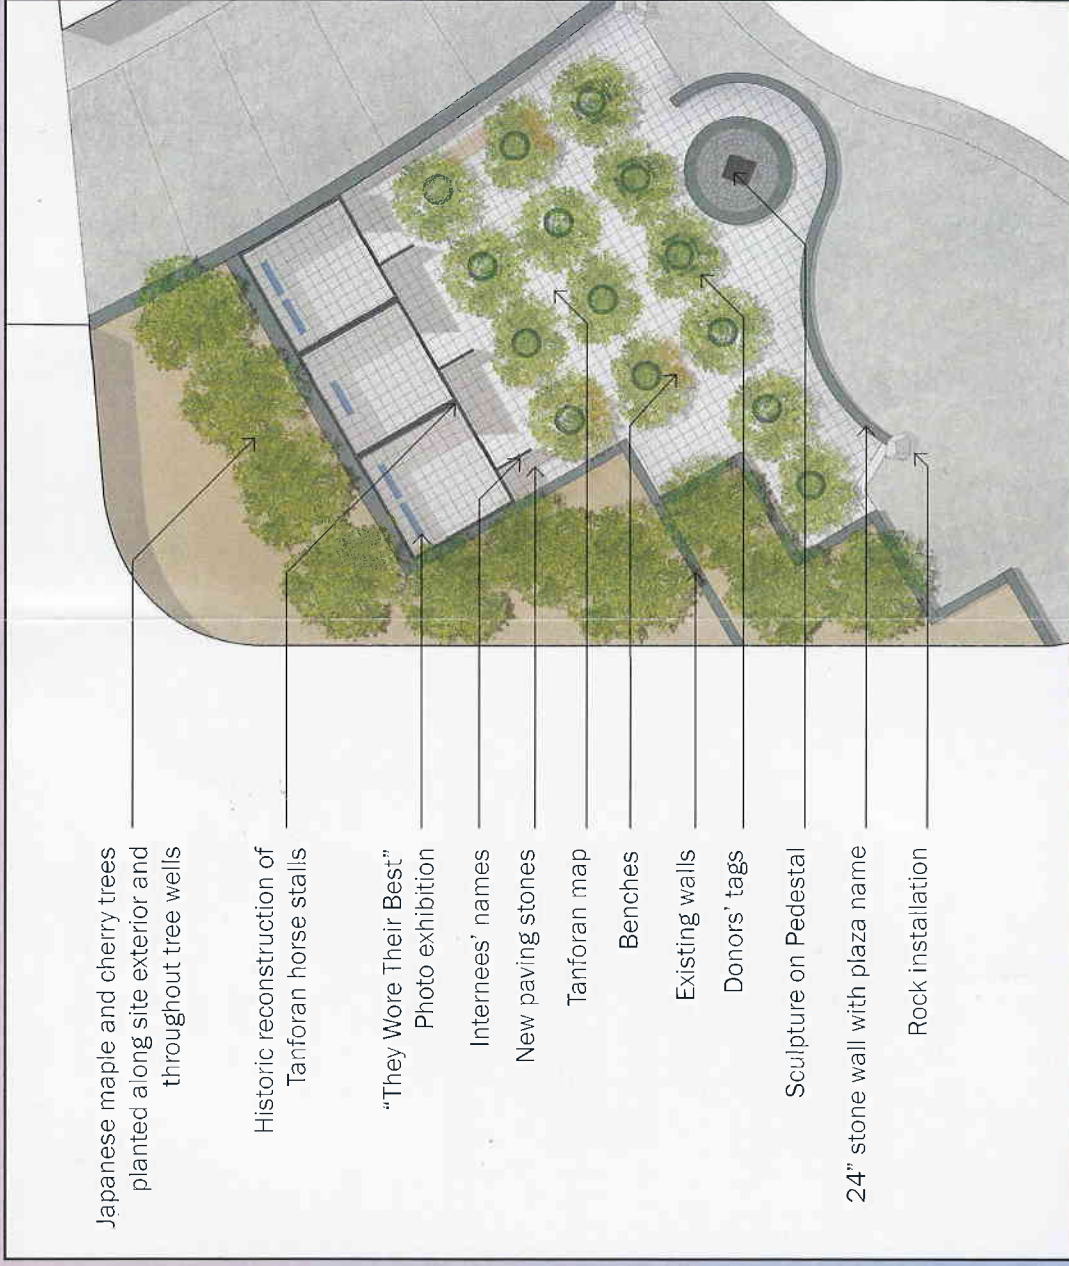 Japanese maple and cherry trees
planted along site exterior and
throughout tree wells
Historic reconstruction of
Tanforan horse stalls
“They Wore Their Best”
Photo exhibition
Internees’ names
New paving stones
Tanforan map
Benches
Existing walls
Donors’ tags
Sculpture on Pedestal
24” stone wall with plaza name
Rock installation